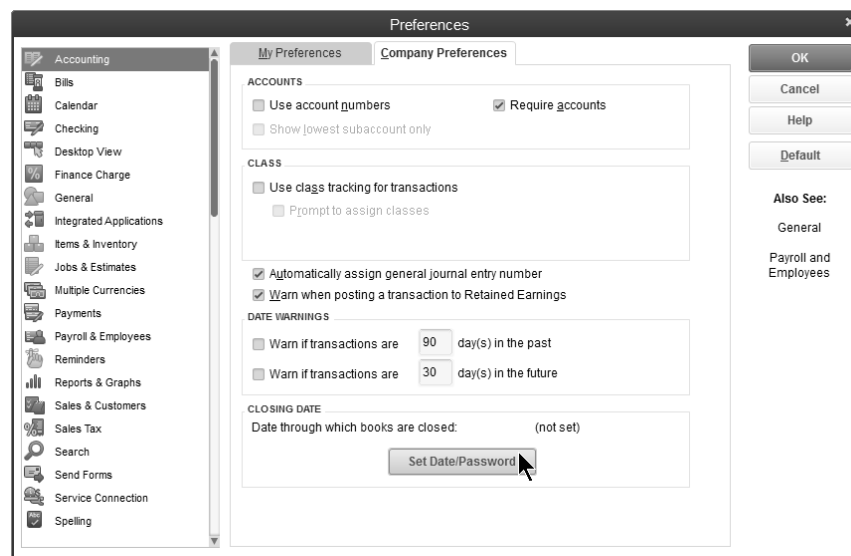 Preferences
Accounting
Bills
Calendar
Checking
Desktop View
Finance Charge
General
Integrated Applications
Items & Inventory
Jobs & Estimates
Multiple Currencies
Payments
Payroll & Employees
Reminders
Reports & Graphs
Sales & Customers
Sales Tax
Search
Send Forms
Service Connection
Spelling
My Preferences
Company Preferences
ACCOUNTS
Use account numbers
Require accounts
Show lowest subaccount only
CLASS
Use class tracking for transactions
Prompt to assign classes
Automatically assign general journal entry number
Warn when posting a transaction to Retained Earnings
DATE WARNINGS
Warn if transactions are 90 day(s) in the past
Warn if transactions are 30 day(s) in the future
CLOSING DATE
Date through which books are closed: (not set)
Set Date/Password
OK
Cancel
Help
Default
Also See:
General
Payroll and
Employees